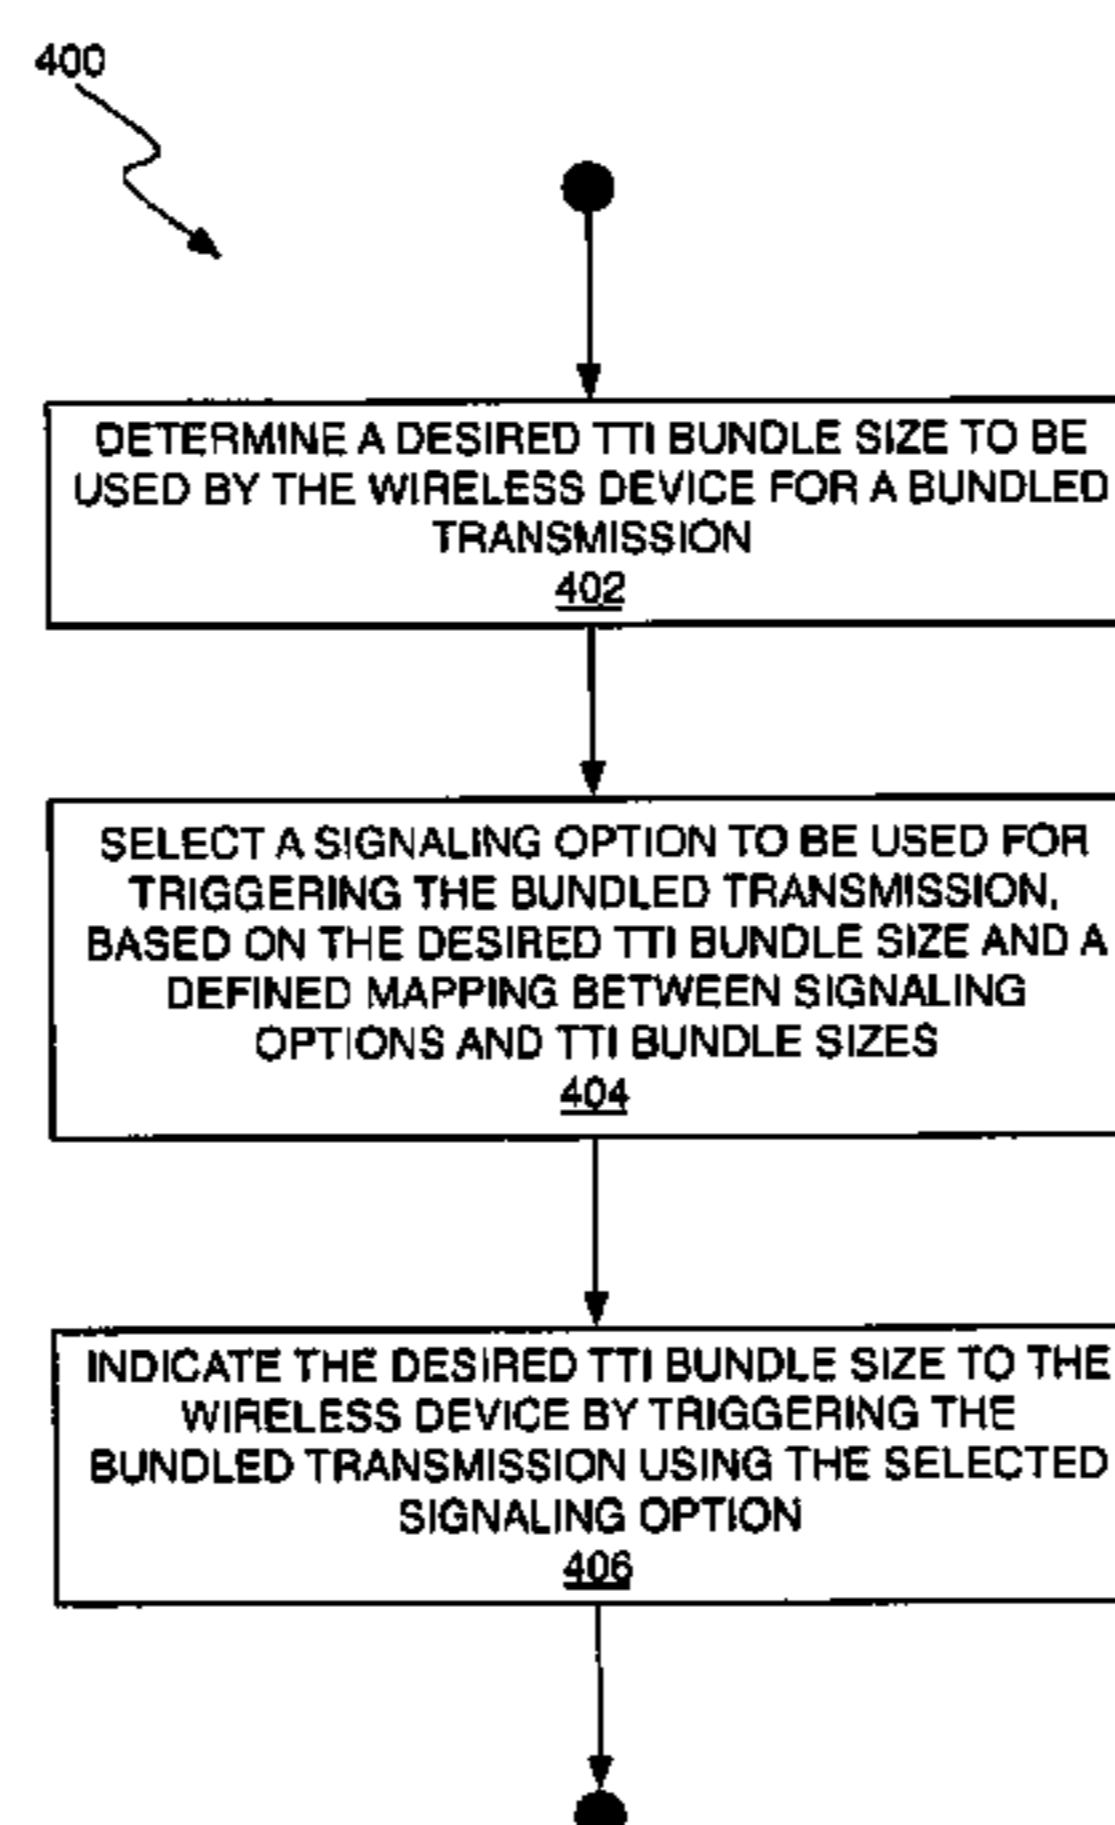 400
DETERMINE A DESIRED TTI BUNDLE SIZE TO BE
USED BY THE WIRELESS DEVICE FOR A BUNDLED
TRANSMISSION
402
SELECT A SIGNALING OPTION TO BE USED FOR
TRIGGERING THE BUNDLED TRANSMISSION,
BASED ON THE DESIRED TTI BUNDLE SIZE AND A
DEFINED MAPPING BETWEEN SIGNALING
OPTIONS AND TTI BUNDLE SIZES
404
INDICATE THE DESIRED TTI BUNDLE SIZE TO THE
WIRELESS DEVICE BY TRIGGERING THE
BUNDLED TRANSMISSION USING THE SELECTED
SIGNALING OPTION
406